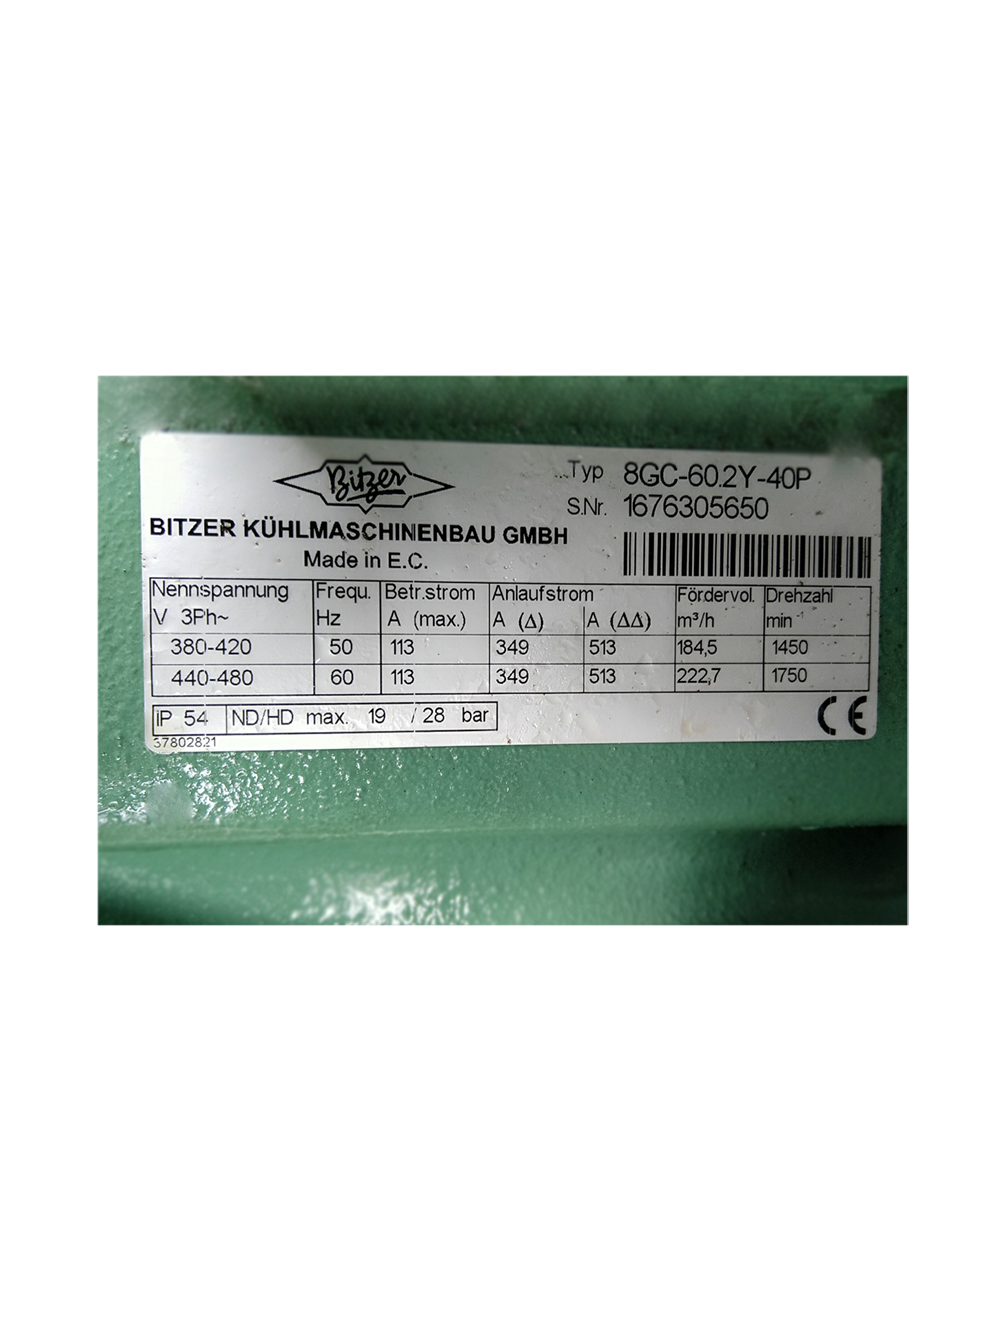 Bitzer
...Typ 8GC-60.2Y-40P
S.Nr. 1676305650
BITZER KÜHLMASCHINENBAU GMBH
Made in E.C.
Nennspannung Frequ. Betr.strom Anlaufstrom Fördervol. Drehzahl
V 3Ph~ Hz A (max.) A (Δ) A (ΔΔ) m³/h min⁻¹
380-420 50 113 349 513 184,5 1450
440-480 60 113 349 513 222,7 1750
iP 54 ND/HD max. 19 / 28 bar
CE
37802821